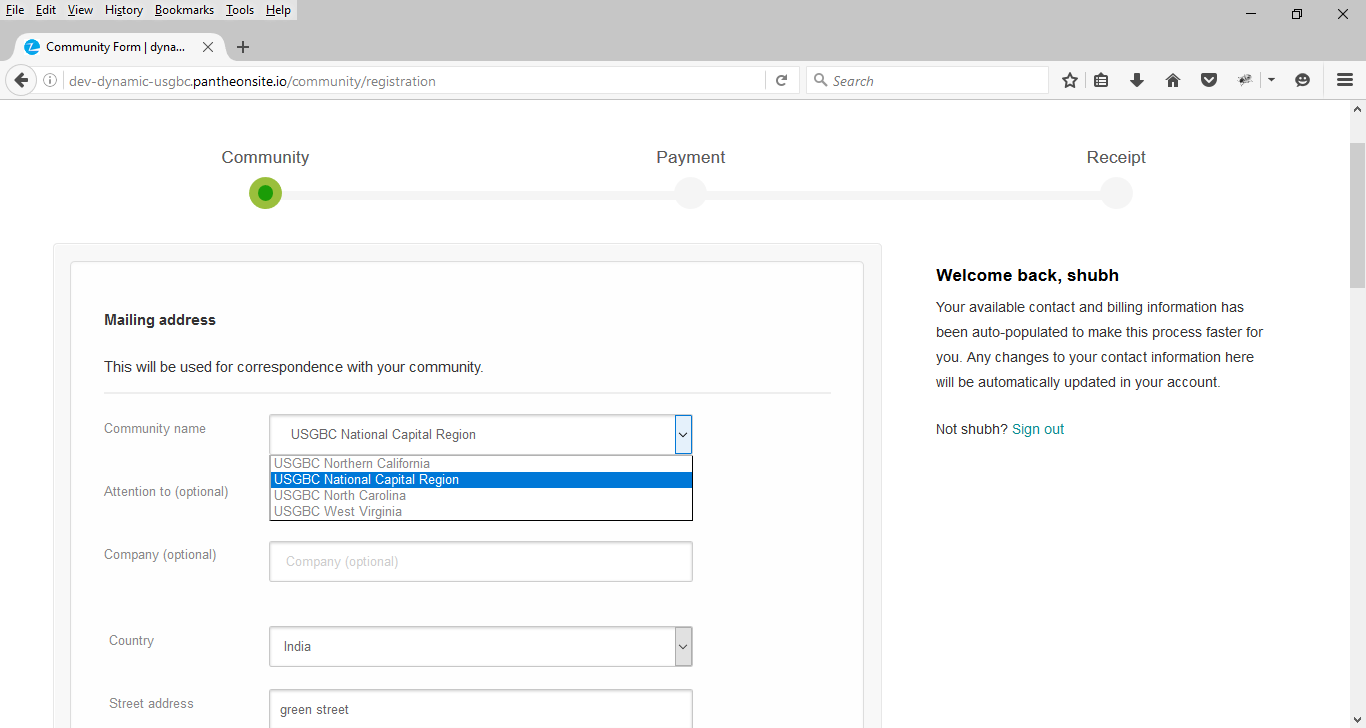 File Edit View History Bookmarks Tools Help
Community Form | dyna...
dev-dynamic-usgbc.pantheonsite.io/community/registration
Search
Community Payment Receipt
Mailing address
This will be used for correspondence with your community.
Community name
USGBC National Capital Region
USGBC Northern California
USGBC National Capital Region
USGBC North Carolina
USGBC West Virginia
Attention to (optional)
Company (optional)
Company (optional)
Country
India
Street address
green street
Welcome back, shubh
Your available contact and billing information has
been auto-populated to make this process faster for
you. Any changes to your contact information here
will be automatically updated in your account.
Not shubh? Sign out